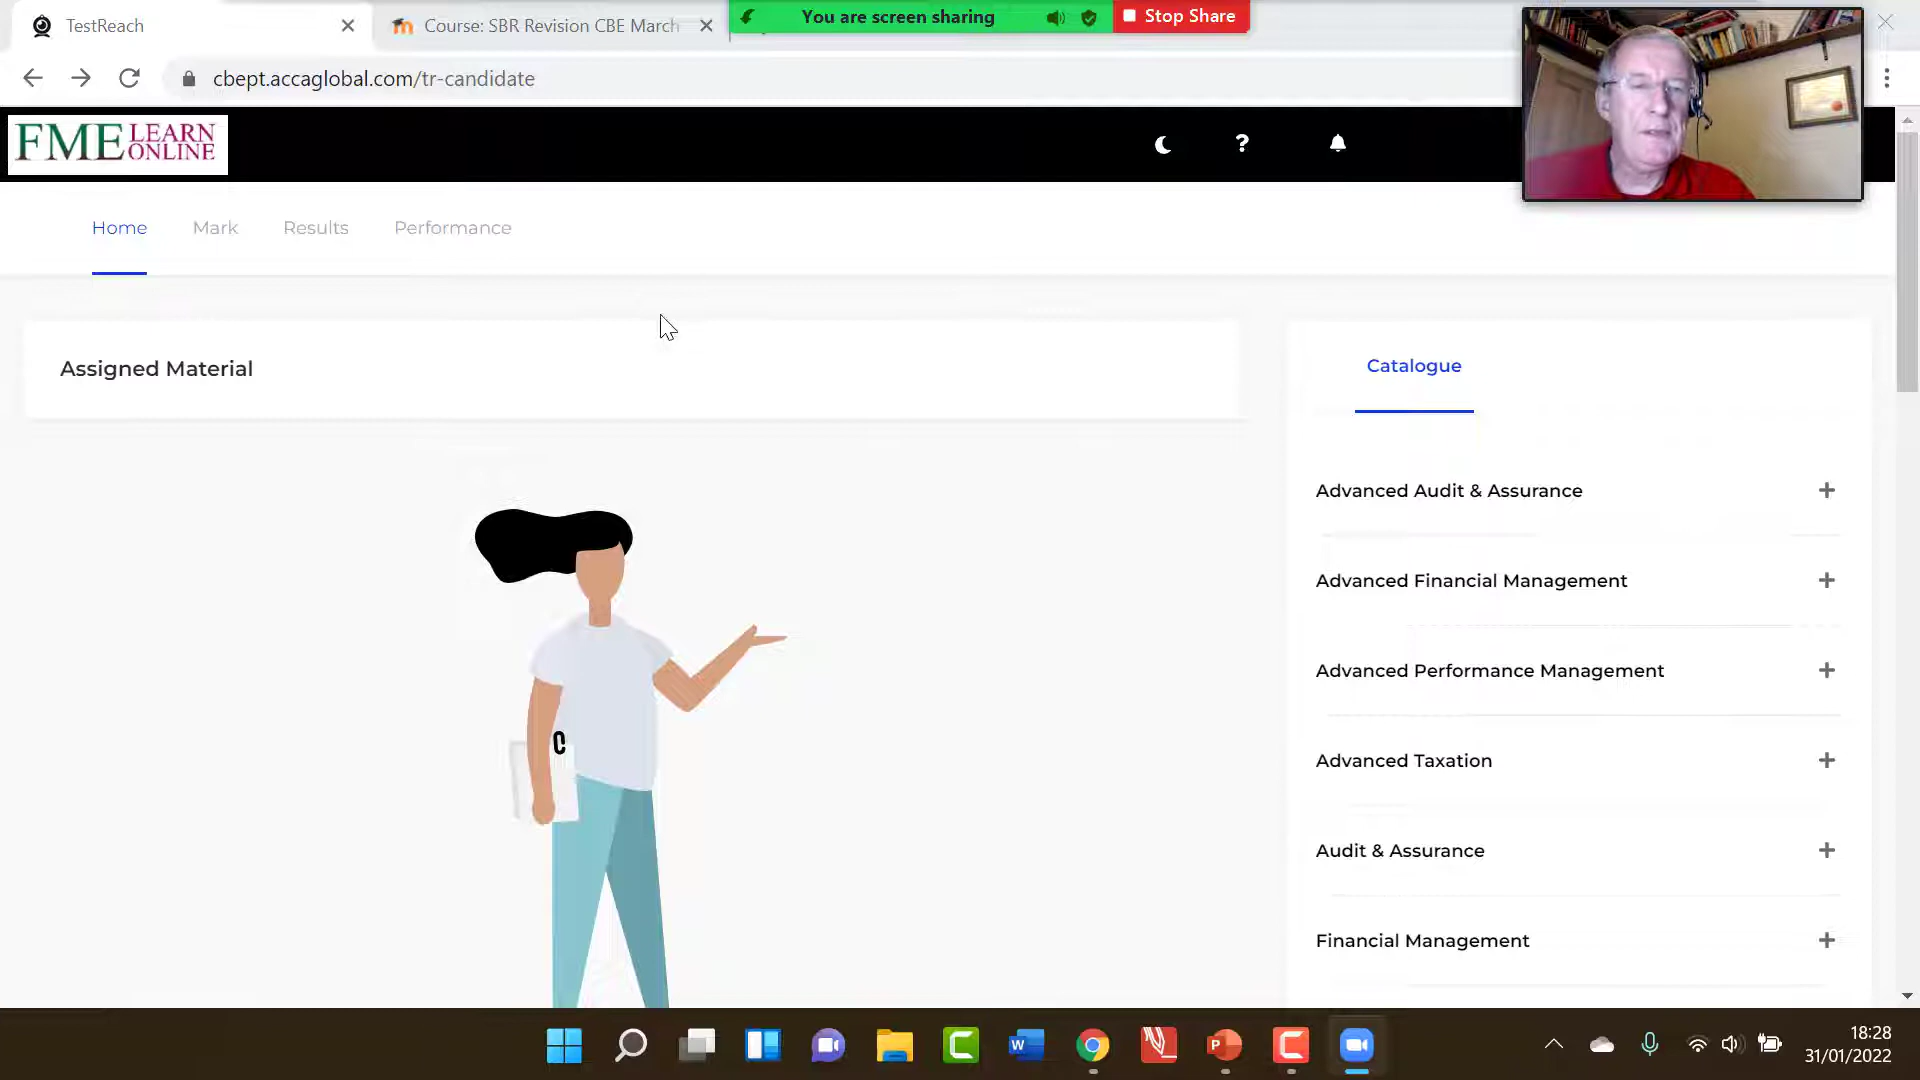 TestReach
Course: SBR Revision CBE March
You are screen sharing
Stop Share
cbept.accaglobal.com/tr-candidate
FME LEARN
ONLINE
Home
Mark
Results
Performance
Assigned Material
Catalogue
Advanced Audit & Assurance
Advanced Financial Management
Advanced Performance Management
Advanced Taxation
Audit & Assurance
Financial Management
18:28
31/01/2022